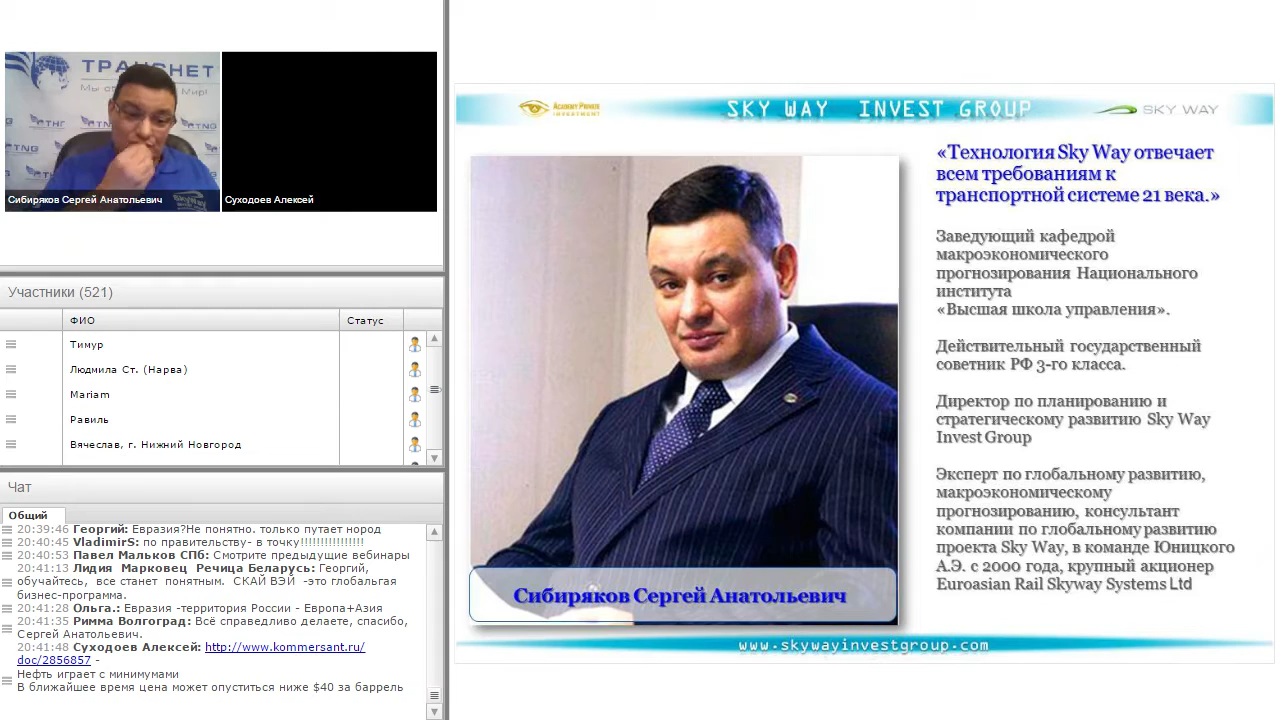 ТРАНСНЕТ
TNG
TNG
TNG
Сибиряков Сергей Анатольевич
Суходоев Алексей
Участники (521)
ФИО
Статус
Тимур
Людмила Ст. (Нарва)
Mariam
Равиль
Вячеслав, г. Нижний Новгород
Чат
Общий
20:39:46 Георгий: Евразия?Не понятно. только путает нород
20:40:45 VladimirS: по правительству- в точку!!!!!!!!!!!!!!!!
20:40:53 Павел Мальков СПб: Смотрите предыдущие вебинары
20:41:13 Лидия Марковец Речица Беларусь: Георгий,
обучайтесь, все станет понятным. СКАЙ ВЭЙ -это глобальгая
бизнес-программа.
20:41:28 Ольга.: Евразия -территория России - Европа+Азия
20:41:35 Римма Волгоград: Всё справедливо делаете, спасибо,
Сергей Анатольевич.
20:41:48 Суходоев Алексей: http://www.kommersant.ru/
doc/2856857 -
Нефть играет с минимумами
В ближайшее время цена может опуститься ниже $40 за баррель
ACADEMY PRIVATE
INVESTMENT
SKY WAY INVEST GROUP
SKY WAY
«Технология Sky Way отвечает
всем требованиям к
транспортной системе 21 века.»
Заведующий кафедрой
макроэкономического
прогнозирования Национального
института
«Высшая школа управления».
Действительный государственный
советник РФ 3-го класса.
Директор по планированию и
стратегическому развитию Sky Way
Invest Group
Эксперт по глобальному развитию,
макроэкономическому
прогнозированию, консультант
компании по глобальному развитию
проекта Sky Way, в команде Юницкого
А.Э. с 2000 года, крупный акционер
Euroasian Rail Skyway Systems Ltd
Сибиряков Сергей Анатольевич
www.skywayinvestgroup.com